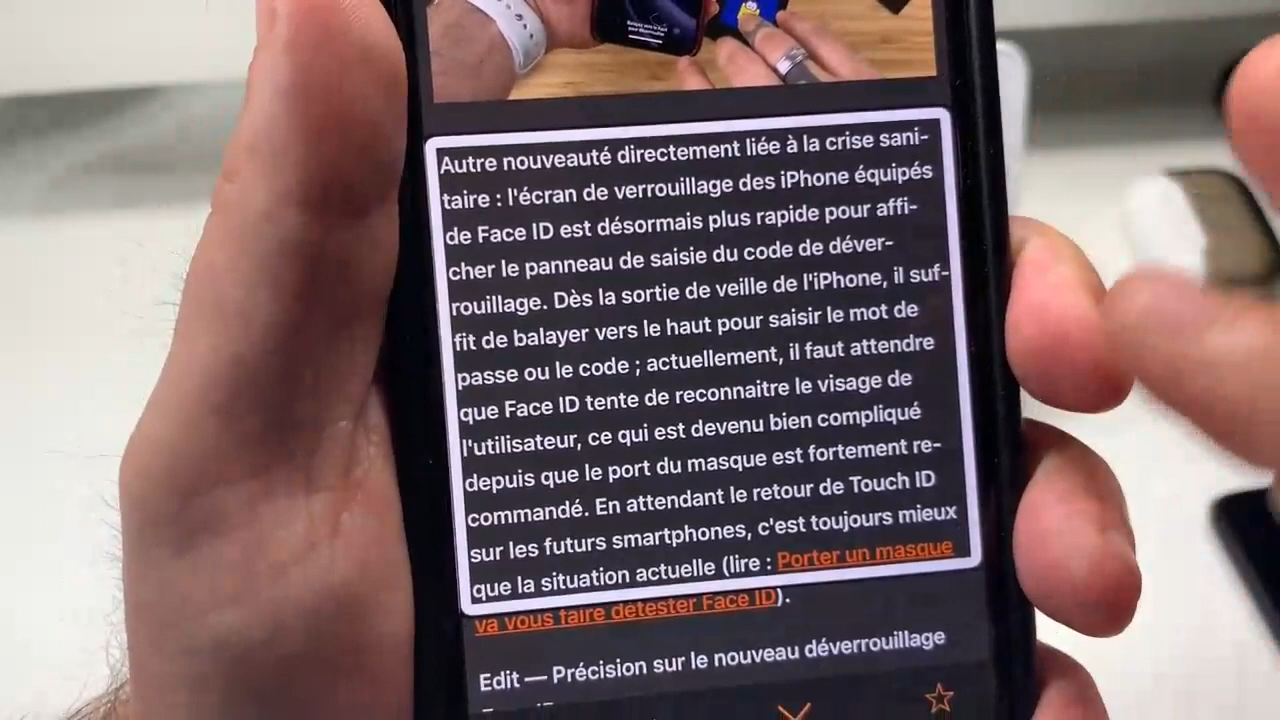 Autre nouveauté directement liée à la crise sani-
taire : l'écran de verrouillage des iPhone équipés
de Face ID est désormais plus rapide pour affi-
cher le panneau de saisie du code de déver-
rouillage. Dès la sortie de veille de l'iPhone, il suf-
fit de balayer vers le haut pour saisir le mot de
passe ou le code ; actuellement, il faut attendre
que Face ID tente de reconnaitre le visage de
l'utilisateur, ce qui est devenu bien compliqué
depuis que le port du masque est fortement re-
commandé. En attendant le retour de Touch ID
sur les futurs smartphones, c'est toujours mieux
que la situation actuelle (lire : Porter un masque
va vous faire détester Face ID).
Edit — Précision sur le nouveau déverrouillage